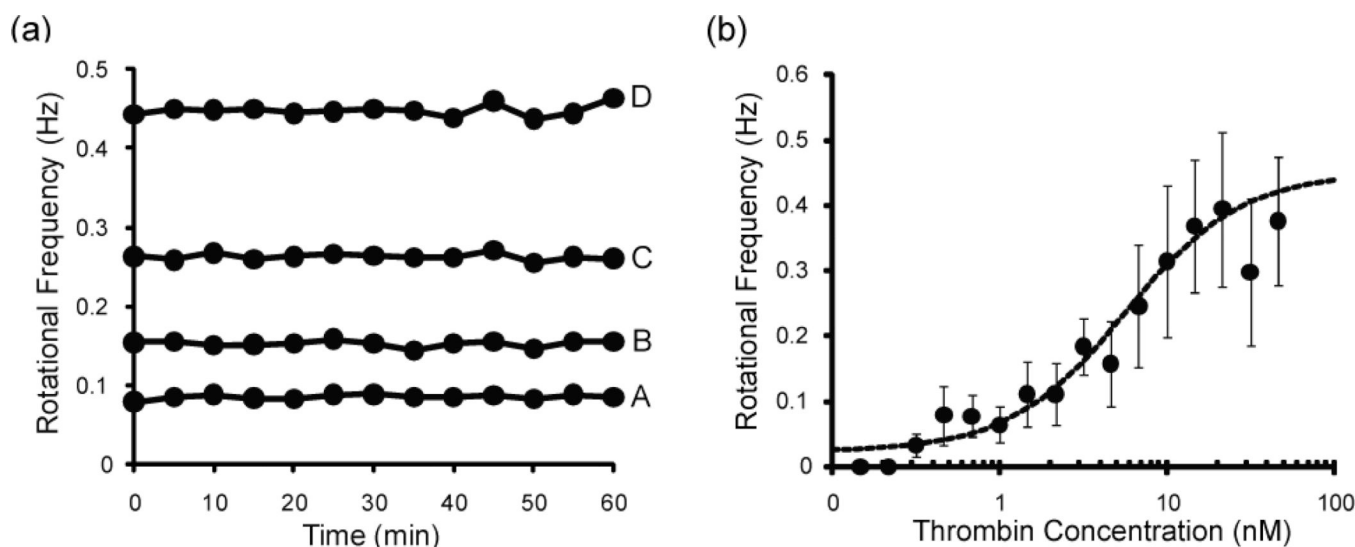 (a)
Rotational Frequency (Hz)
0.5
0.4
0.3
0.2
0.1
0
D
C
B
A
0 10 20 30 40 50 60
Time (min)
(b)
Rotational Frequency (Hz)
0.6
0.5
0.4
0.3
0.2
0.1
0
0 1 10 100
Thrombin Concentration (nM)